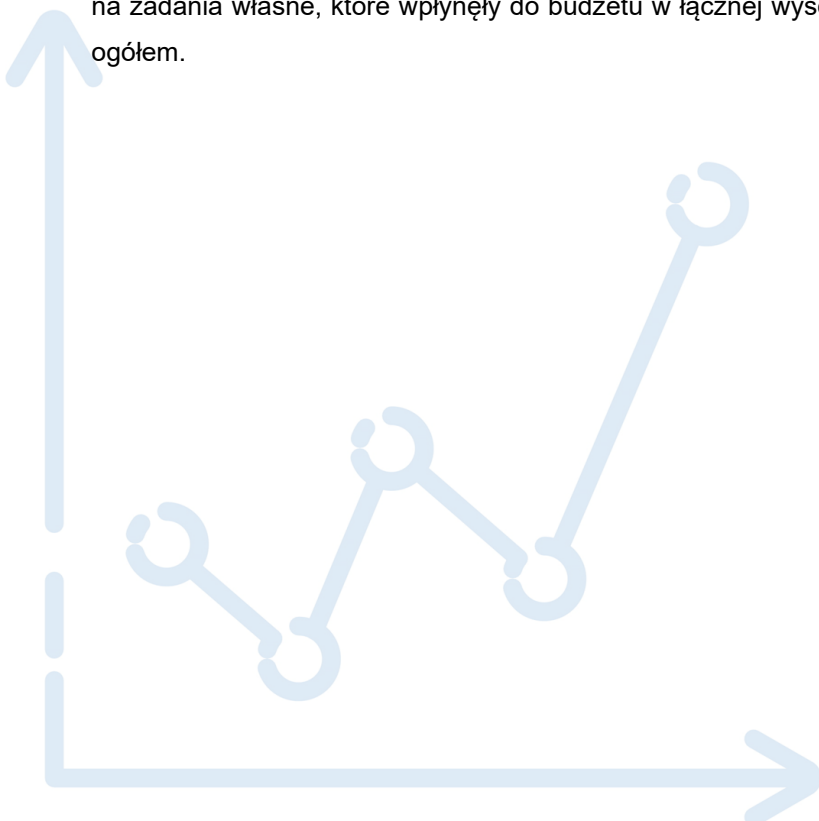 na zadania własne, które wpłynęły do budżetu w łącznej
ogółem.